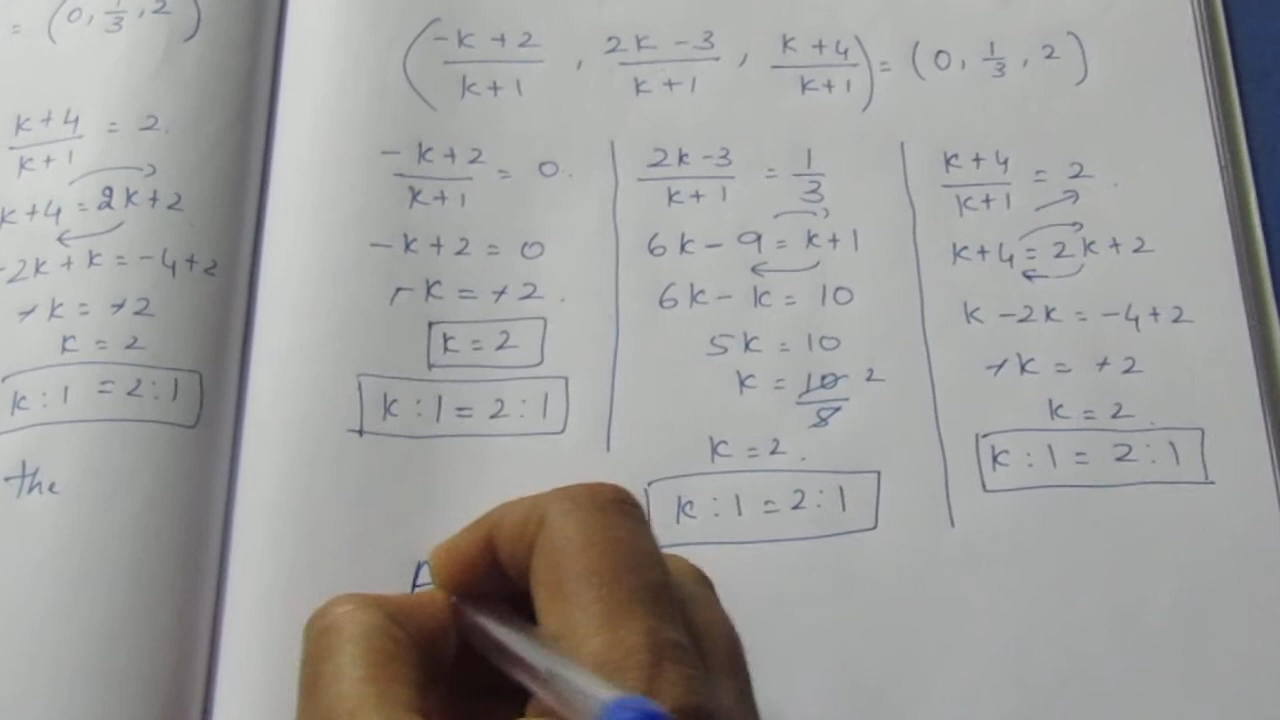 = (0, 1/3, 2)
k+4/k+1 = 2.
k+4 = 2k+2
-2k+k = -4+2
-k = -2
k = 2
k : 1 = 2 : 1
the
(-k+2/k+1 , 2k-3/k+1 , k+4/k+1) = (0, 1/3, 2)
-k+2/k+1 = 0.
-k+2 = 0
-k = -2.
k = 2
k : 1 = 2 : 1
2k-3/k+1 = 1/3
6k-9 = k+1
6k-k = 10
5k = 10
k = 10/5 2
k = 2.
k : 1 = 2 : 1
k+4/k+1 = 2.
k+4 = 2k+2
k-2k = -4+2
-k = -2
k = 2.
k : 1 = 2 : 1